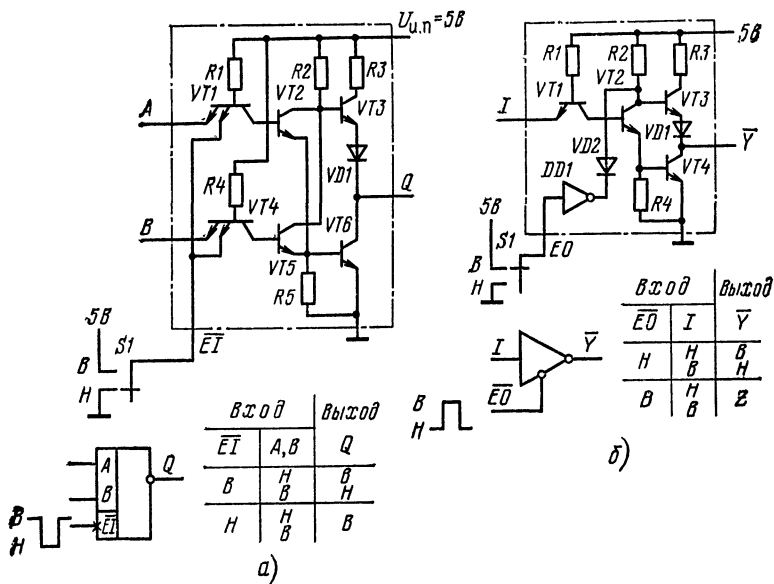 U и.п = 5В
R1
R2
R3
VT1
VT2
VT3
A
VD1
R4
VT4
Q
B
VT6
VT5
R5
5В
S1
EI
В
Н
A
B
EI
Q
В
Н
Вход Выход
EI A,B Q
В Н В
В Н
Н Н В
В
а)
5В
R1
R2
R3
VT2
VT1
VT3
I
VD1
VD2
Y
DD1
VT4
R4
5В
S1
EO
В
Н
I
Y
EO
В
Н
Вход Выход
EO I Y
Н Н В
В Н
В Н Z
В
б)